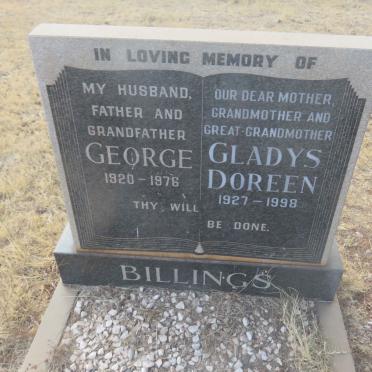 IN LOVING MEMORY OF
MY HUSBAND,
FATHER AND
GRANDFATHER
GEORGE
1920 - 1976
OUR DEAR MOTHER,
GRANDMOTHER AND
GREAT-GRANDMOTHER
GLADYS
DOREEN
1927 - 1998
THY WILL
BE DONE.
BILLINGS